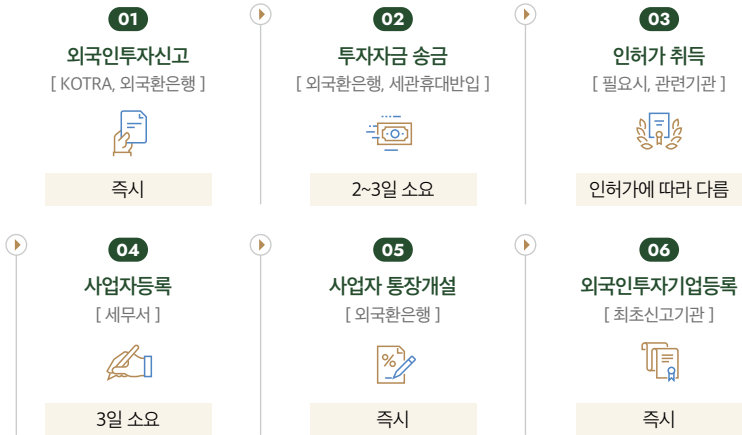 01
외국인투자신고
[ KOTRA, 외국환은행 ]
즉시
02
투자자금 송금
[ 외국환은행, 세관휴대반입 ]
2~3일 소요
03
인허가 취득
[ 필요시, 관련기관 ]
인허가에 따라 다름
04
사업자등록
[ 세무서 ]
3일 소요
05
사업자 통장개설
[ 외국환은행 ]
즉시
06
외국인투자기업등록
[ 최초신고기관 ]
즉시